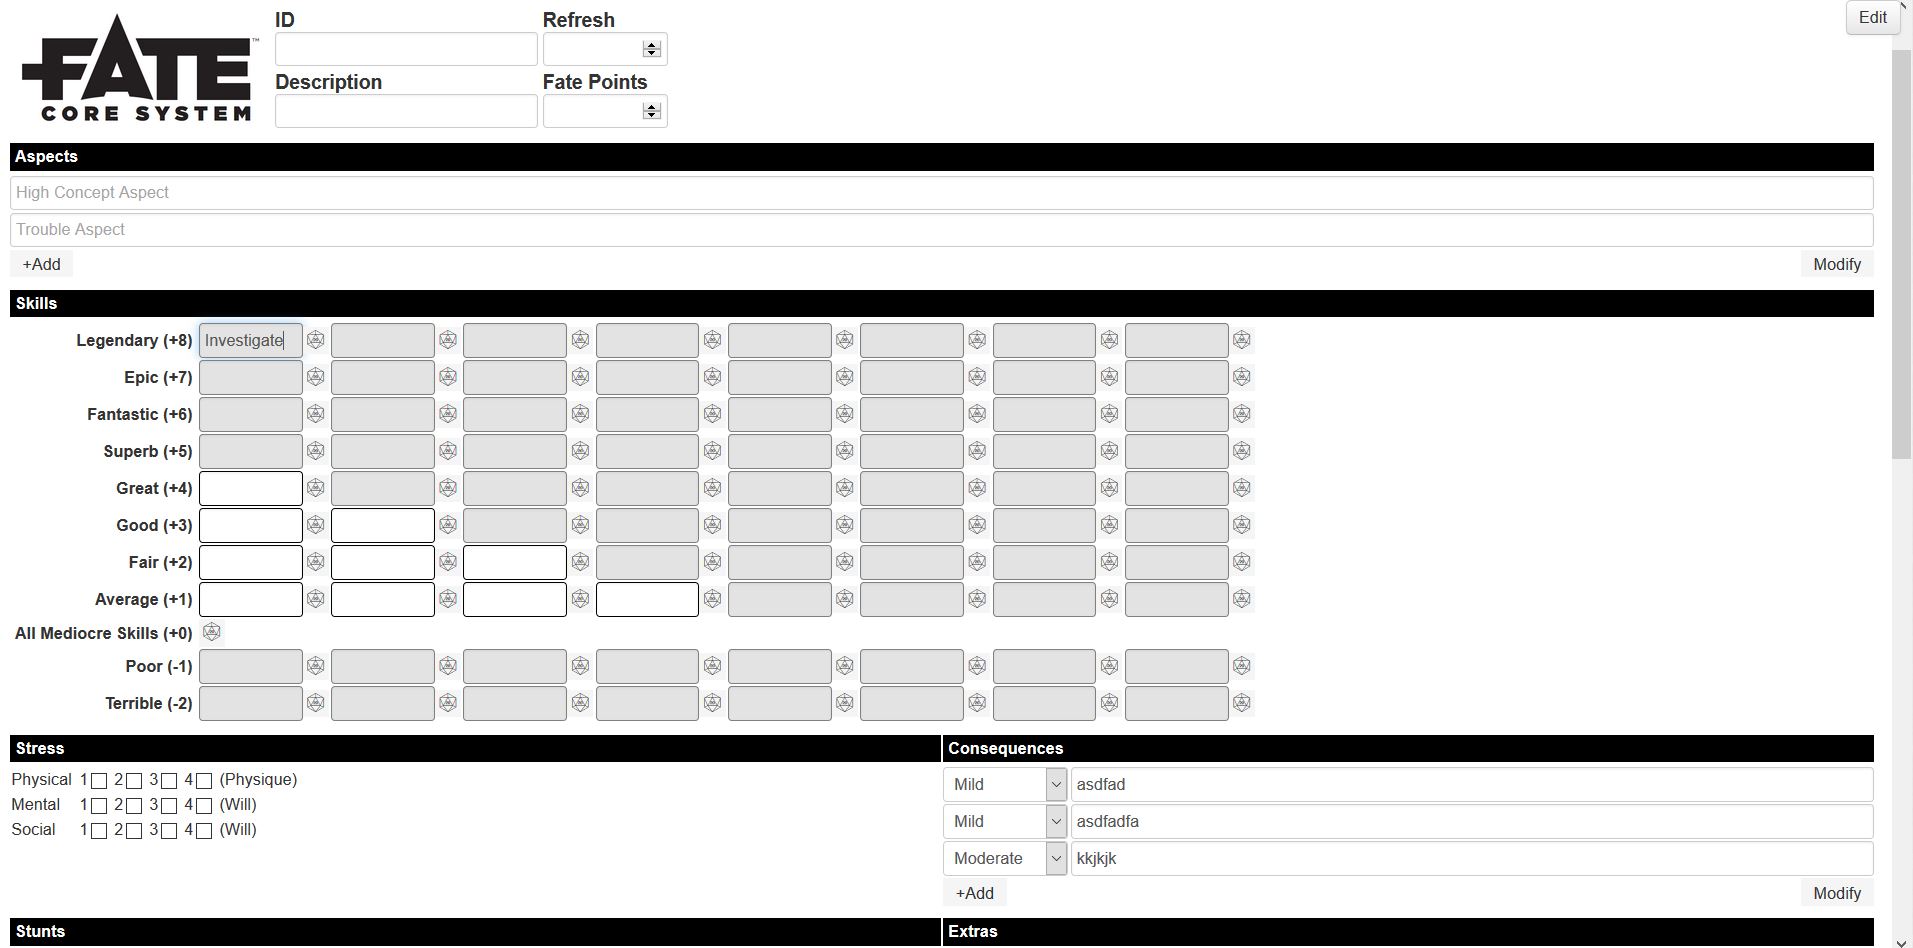 FATE™
CORE SYSTEM
ID
Refresh
Description
Fate Points
Edit
Aspects
High Concept Aspect
Trouble Aspect
+Add
Modify
Skills
Legendary (+8) Investigate
Epic (+7)
Fantastic (+6)
Superb (+5)
Great (+4)
Good (+3)
Fair (+2)
Average (+1)
All Mediocre Skills (+0)
Poor (-1)
Terrible (-2)
Stress
Physical 1 2 3 4 (Physique)
Mental 1 2 3 4 (Will)
Social 1 2 3 4 (Will)
Consequences
Mild asdfad
Mild asdfadfa
Moderate kkjkjk
+Add
Modify
Stunts
Extras